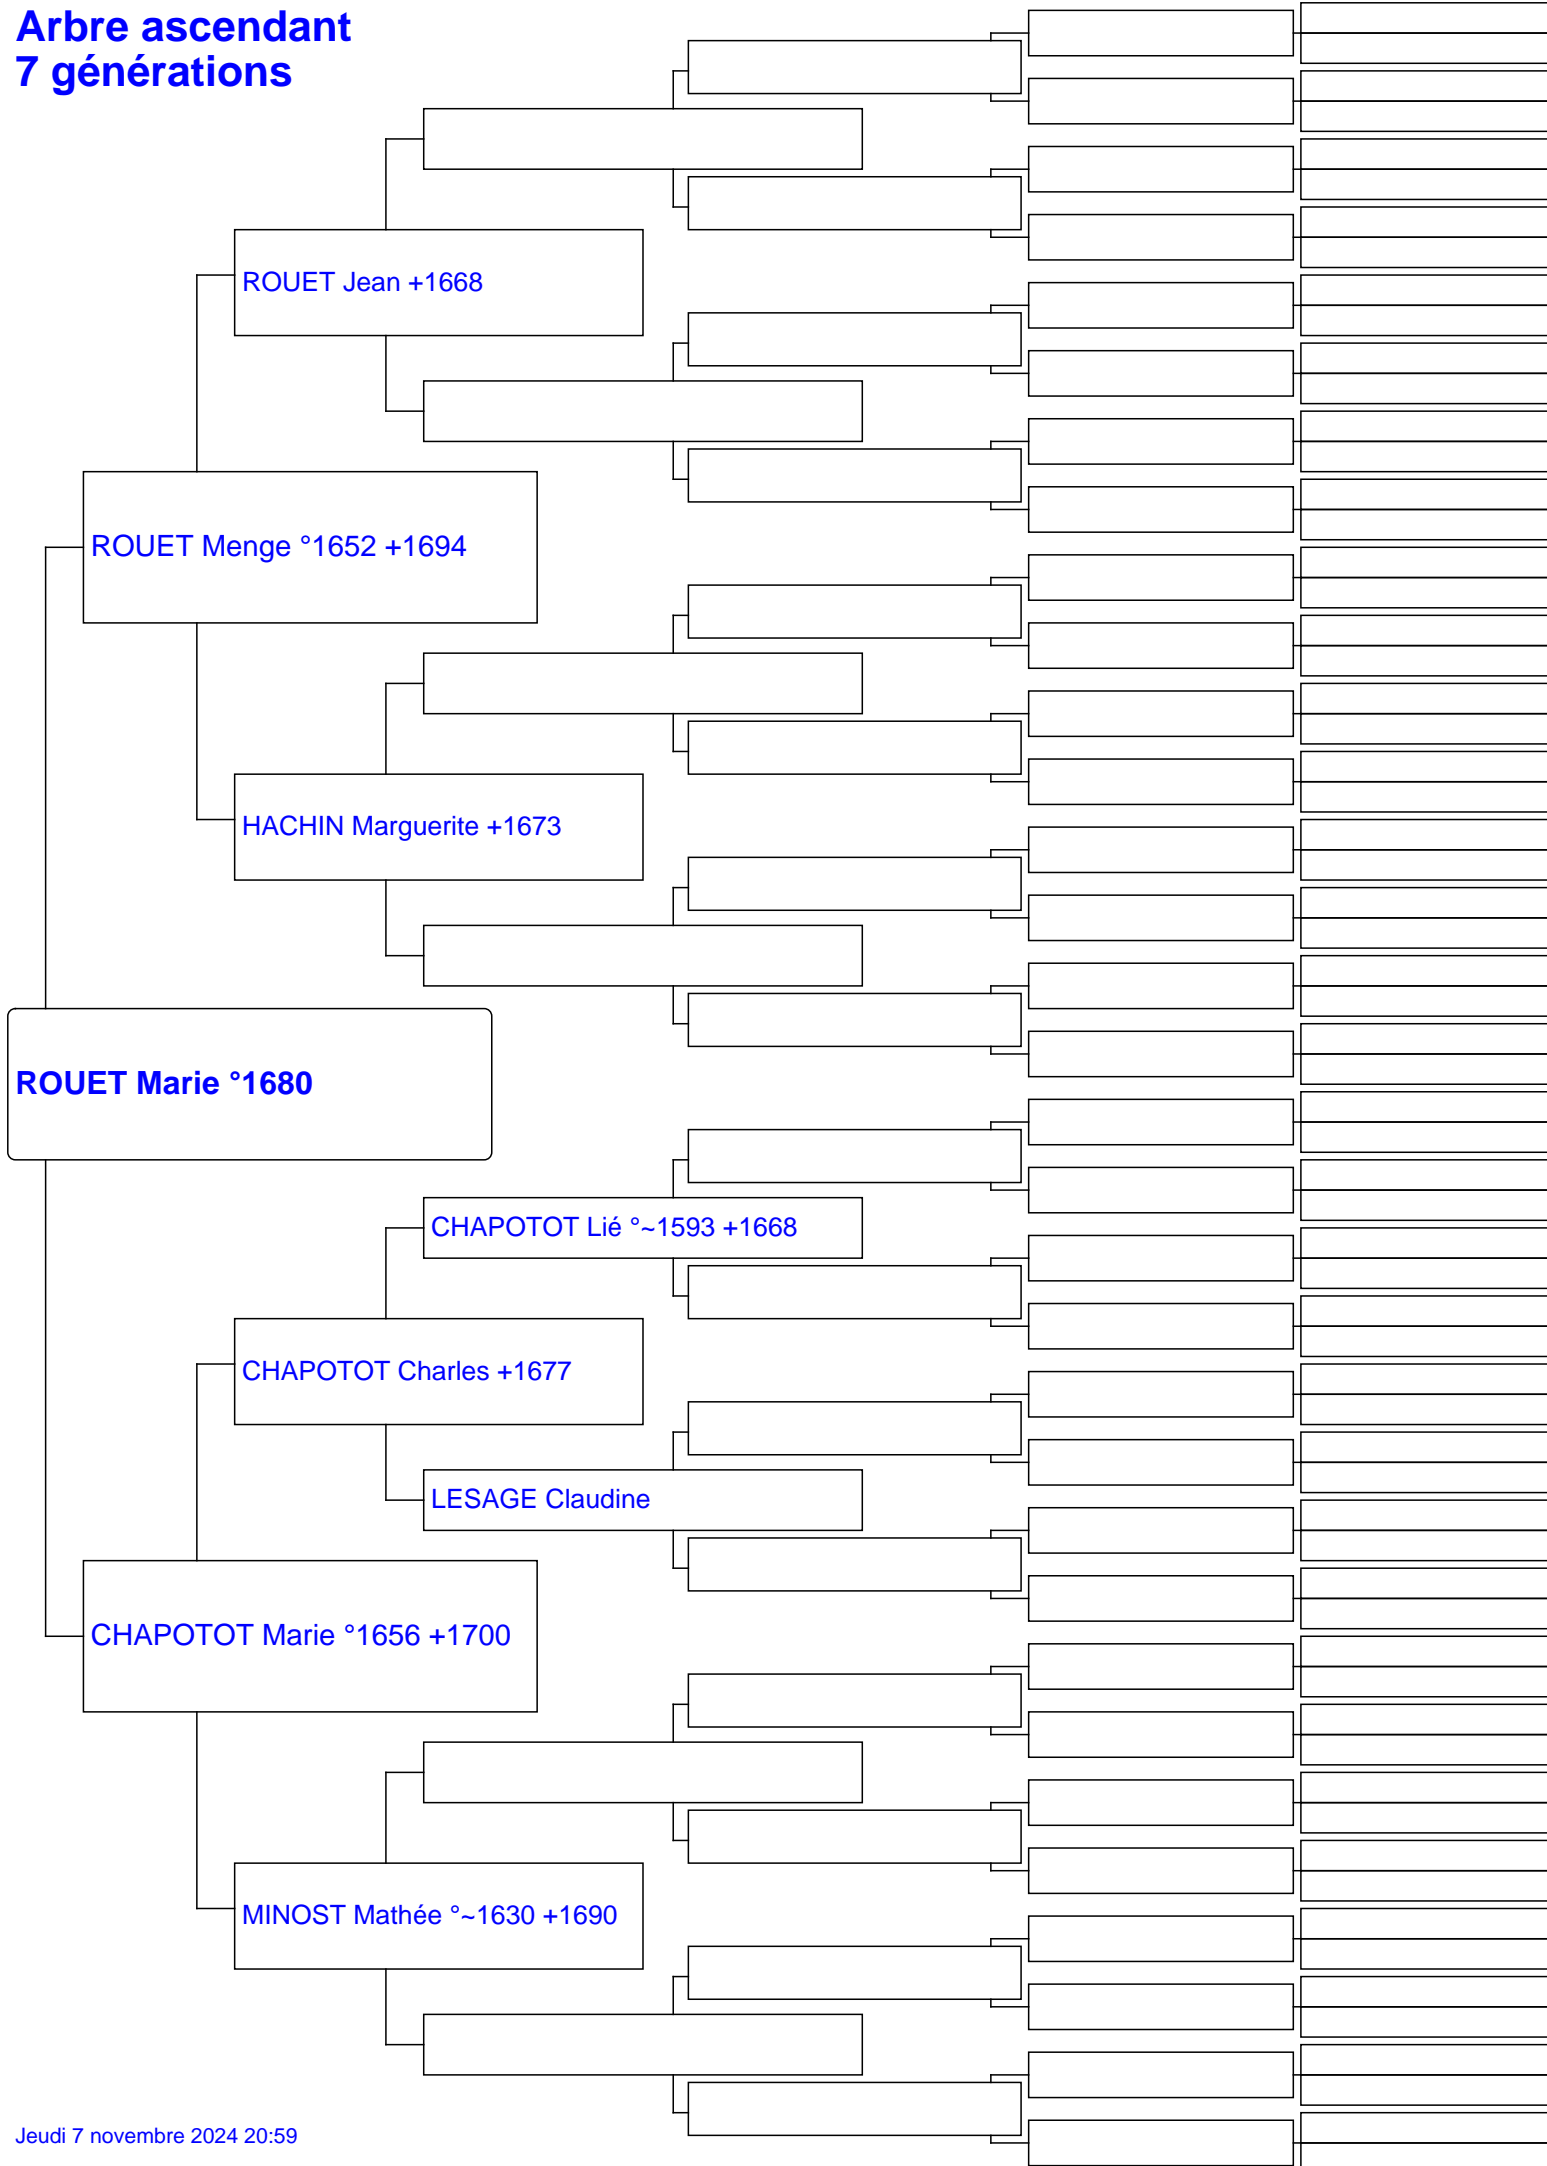 Arbre ascendant
7 générations
ROUET Jean +1668
ROUET Menge °1652 +1694
HACHIN Marguerite +1673
ROUET Marie °1680
CHAPOTOT Lié °~1593 +1668
CHAPOTOT Charles +1677
LESAGE Claudine
CHAPOTOT Marie °1656 +1700
MINOST Mathée °~1630 +1690
Jeudi 7 novembre 2024 20:59